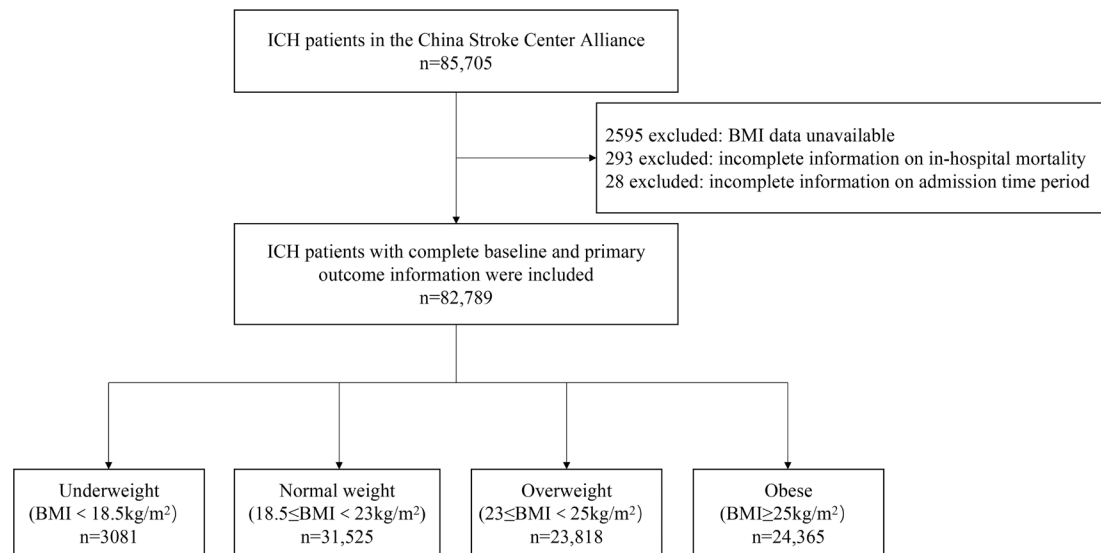 ICH patients in the China Stroke Center Alliance
n=85,705
2595 excluded: BMI data unavailable
293 excluded: incomplete information on in-hospital mortality
28 excluded: incomplete information on admission time period
ICH patients with complete baseline and primary
outcome information were included
n=82,789
Underweight
(BMI < 18.5kg/m²)
n=3081
Normal weight
(18.5≤BMI < 23kg/m²)
n=31,525
Overweight
(23≤BMI < 25kg/m²)
n=23,818
Obese
(BMI≥25kg/m²)
n=24,365